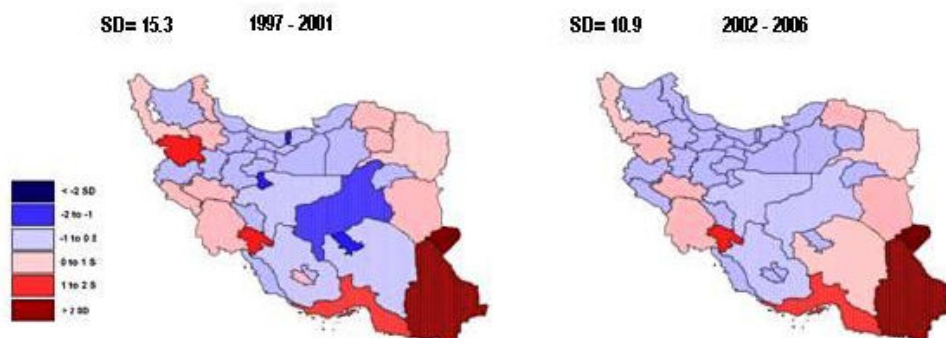 SD= 15.3 1997 - 2001
SD= 10.9 2002 - 2006
< -2 SD
-2 to -1
-1 to 0 S
0 to 1 S
1 to 2 S
> 2 SD